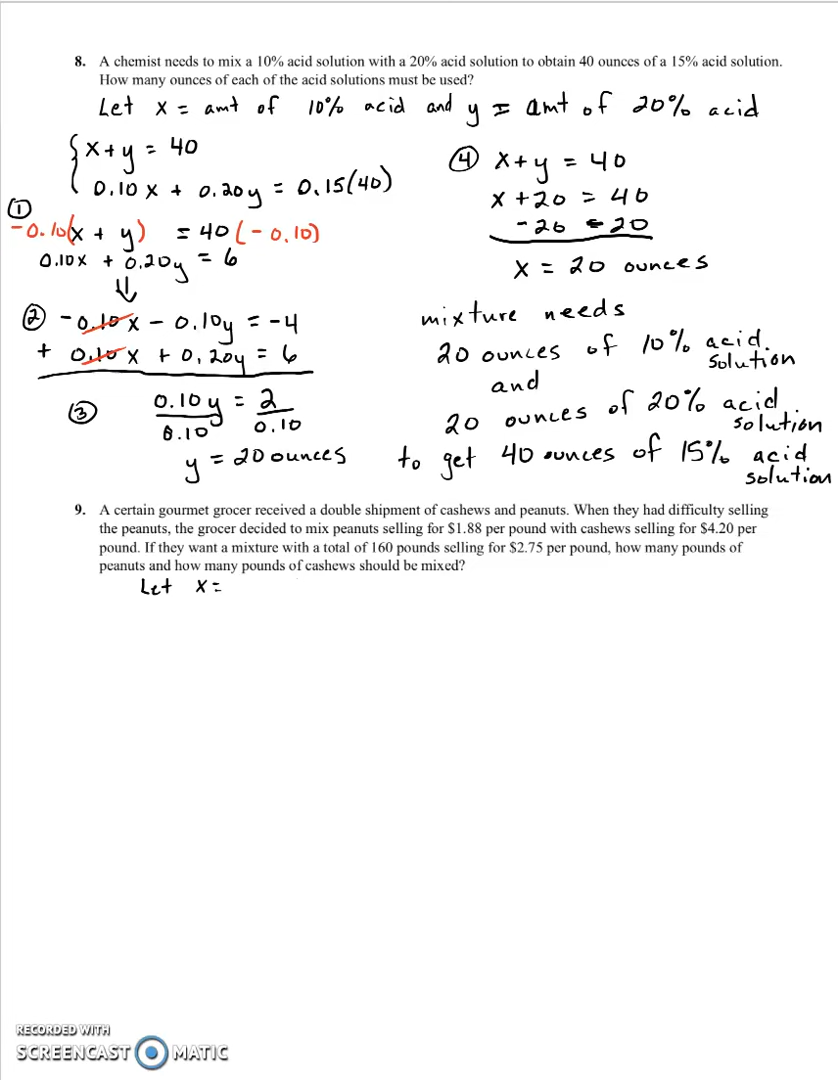 8. A chemist needs to mix a 10% acid solution with a 20% acid solution to obtain 40 ounces of a 15% acid solution.
How many ounces of each of the acid solutions must be used?
Let x = amt of 10% acid and y = amt of 20% acid
x + y = 40
0.10x + 0.20y = 0.15(40)
①
-0.10(x + y) = 40(-0.10)
0.10x + 0.20y = 6
② -0.10x - 0.10y = -4
+ 0.10x + 0.20y = 6
③ 0.10y = 2
0.10 0.10
y = 20 ounces
④ x + y = 40
x + 20 = 40
-20 -20
x = 20 ounces
mixture needs
20 ounces of 10% acid solution
and
20 ounces of 20% acid solution
to get 40 ounces of 15% acid solution
9. A certain gourmet grocer received a double shipment of cashews and peanuts. When they had difficulty selling
the peanuts, the grocer decided to mix peanuts selling for $1.88 per pound with cashews selling for $4.20 per
pound. If they want a mixture with a total of 160 pounds selling for $2.75 per pound, how many pounds of
peanuts and how many pounds of cashews should be mixed?
Let x =
RECORDED WITH
SCREENCAST MATIC